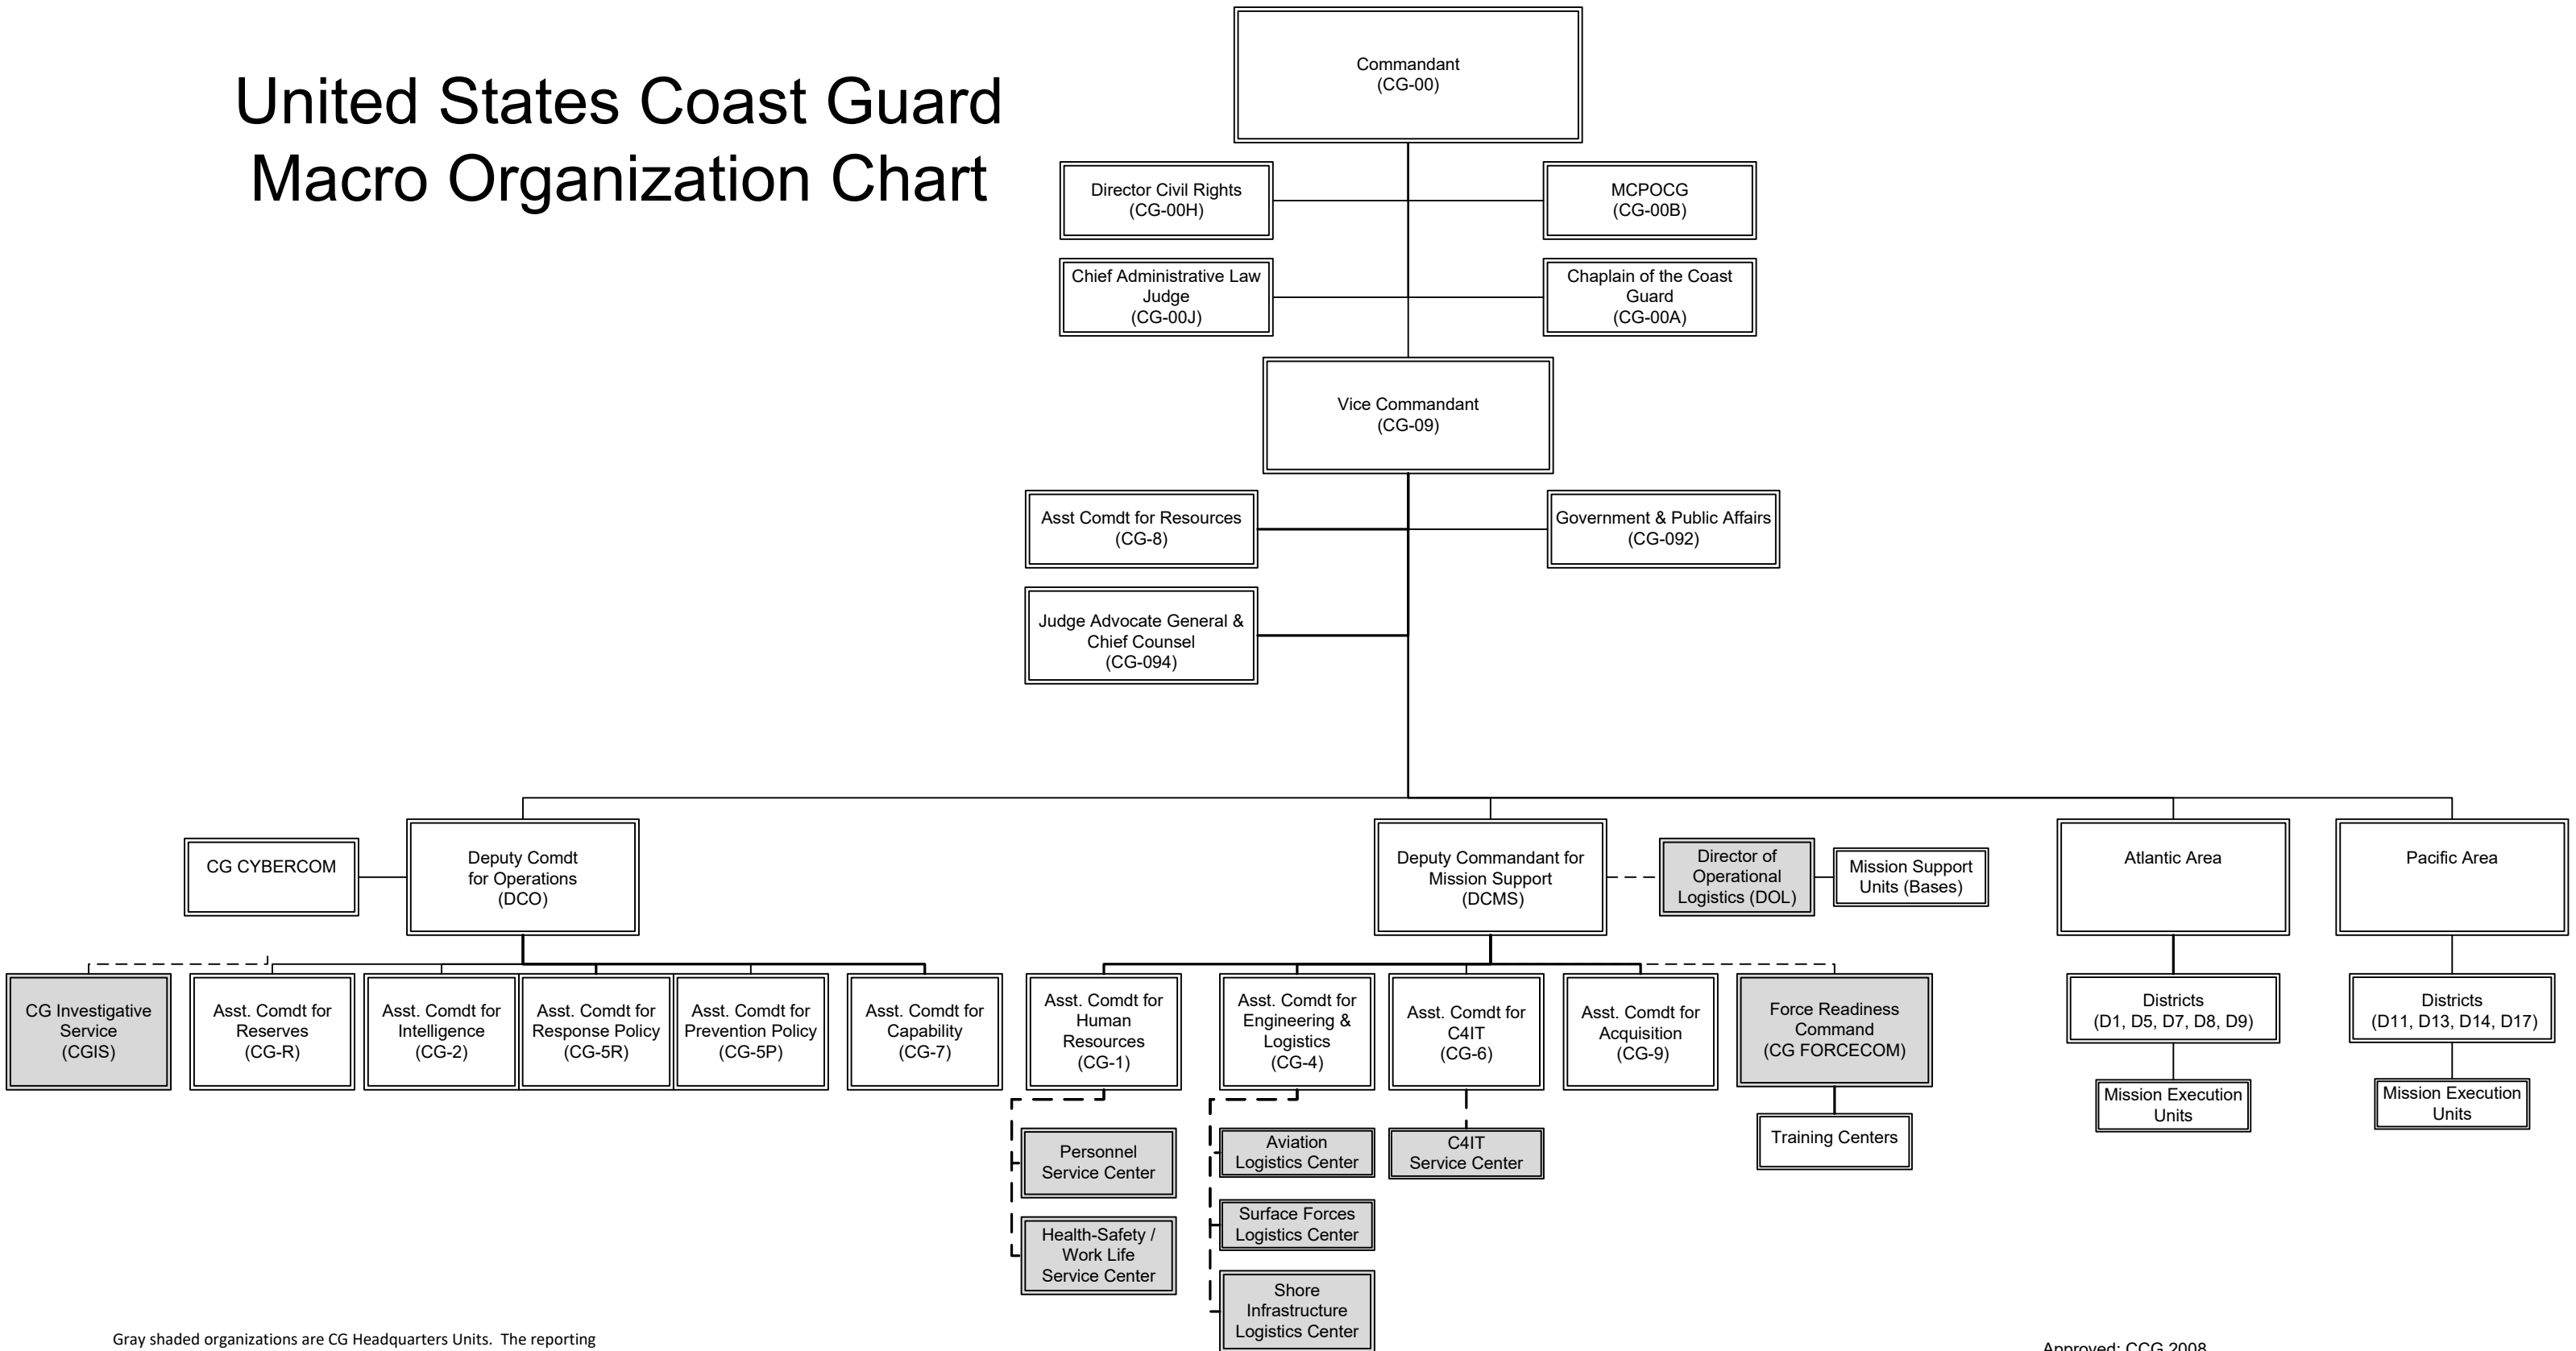 United States Coast Guard
Macro Organization Chart
Commandant
(CG-00)
Director Civil Rights
(CG-00H)
MCPOCG
(CG-00B)
Chief Administrative Law
Judge
(CG-00J)
Chaplain of the Coast
Guard
(CG-00A)
Vice Commandant
(CG-09)
Asst Comdt for Resources
(CG-8)
Government & Public Affairs
(CG-092)
Judge Advocate General &
Chief Counsel
(CG-094)
CG CYBERCOM
Deputy Comdt
for Operations
(DCO)
Deputy Commandant for
Mission Support
(DCMS)
Director of
Operational
Logistics (DOL)
Mission Support
Units (Bases)
Atlantic Area
Pacific Area
CG Investigative
Service
(CGIS)
Asst. Comdt for
Reserves
(CG-R)
Asst. Comdt for
Intelligence
(CG-2)
Asst. Comdt for
Response Policy
(CG-5R)
Asst. Comdt for
Prevention Policy
(CG-5P)
Asst. Comdt for
Capability
(CG-7)
Asst. Comdt for
Human
Resources
(CG-1)
Asst. Comdt for
Engineering &
Logistics
(CG-4)
Asst. Comdt for
C4IT
(CG-6)
Asst. Comdt for
Acquisition
(CG-9)
Force Readiness
Command
(CG FORCECOM)
Districts
(D1, D5, D7, D8, D9)
Districts
(D11, D13, D14, D17)
Mission Execution
Units
Mission Execution
Units
Training Centers
Personnel
Service Center
Aviation
Logistics Center
C4IT
Service Center
Health-Safety /
Work Life
Service Center
Surface Forces
Logistics Center
Shore
Infrastructure
Logistics Center
Gray shaded organizations are CG Headquarters Units. The reporting
Approved: CCG 2008